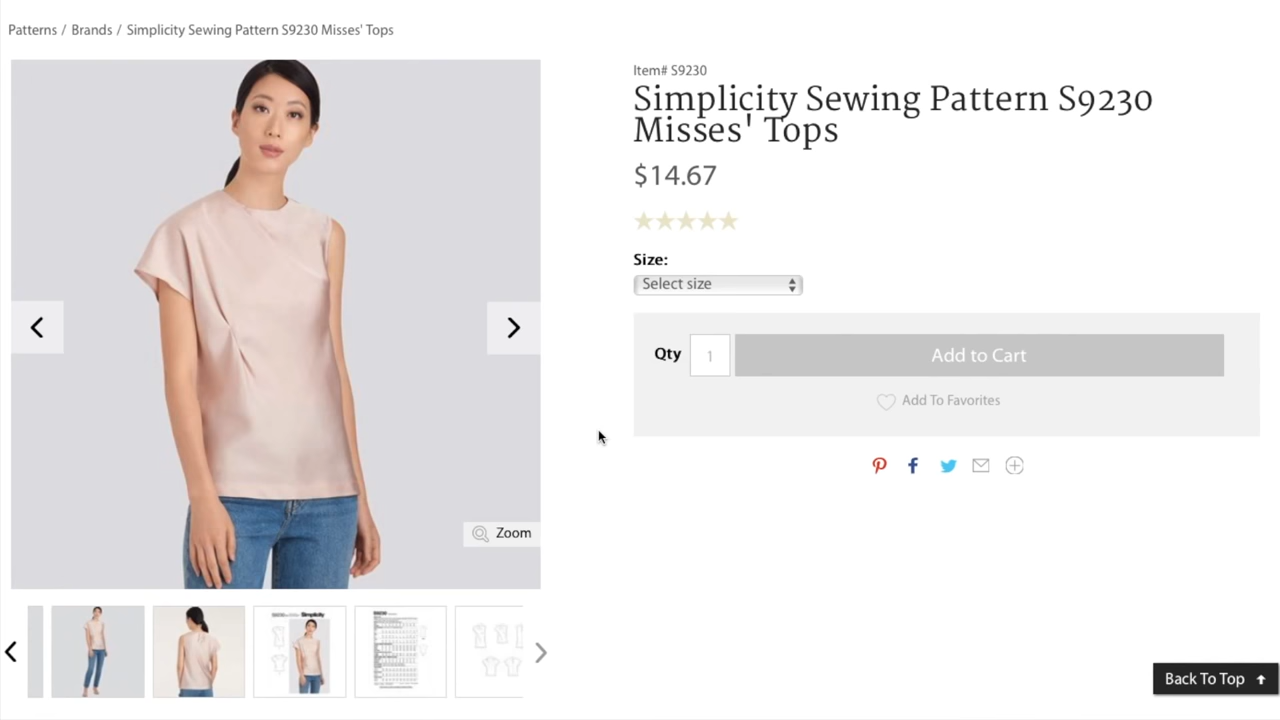 Patterns / Brands / Simplicity Sewing Pattern S9230 Misses' Tops
Item# S9230
Simplicity Sewing Pattern S9230
Misses' Tops
$14.67
Size:
Select size
Qty 1 Add to Cart
Add To Favorites
Zoom
Simplicity
Back To Top